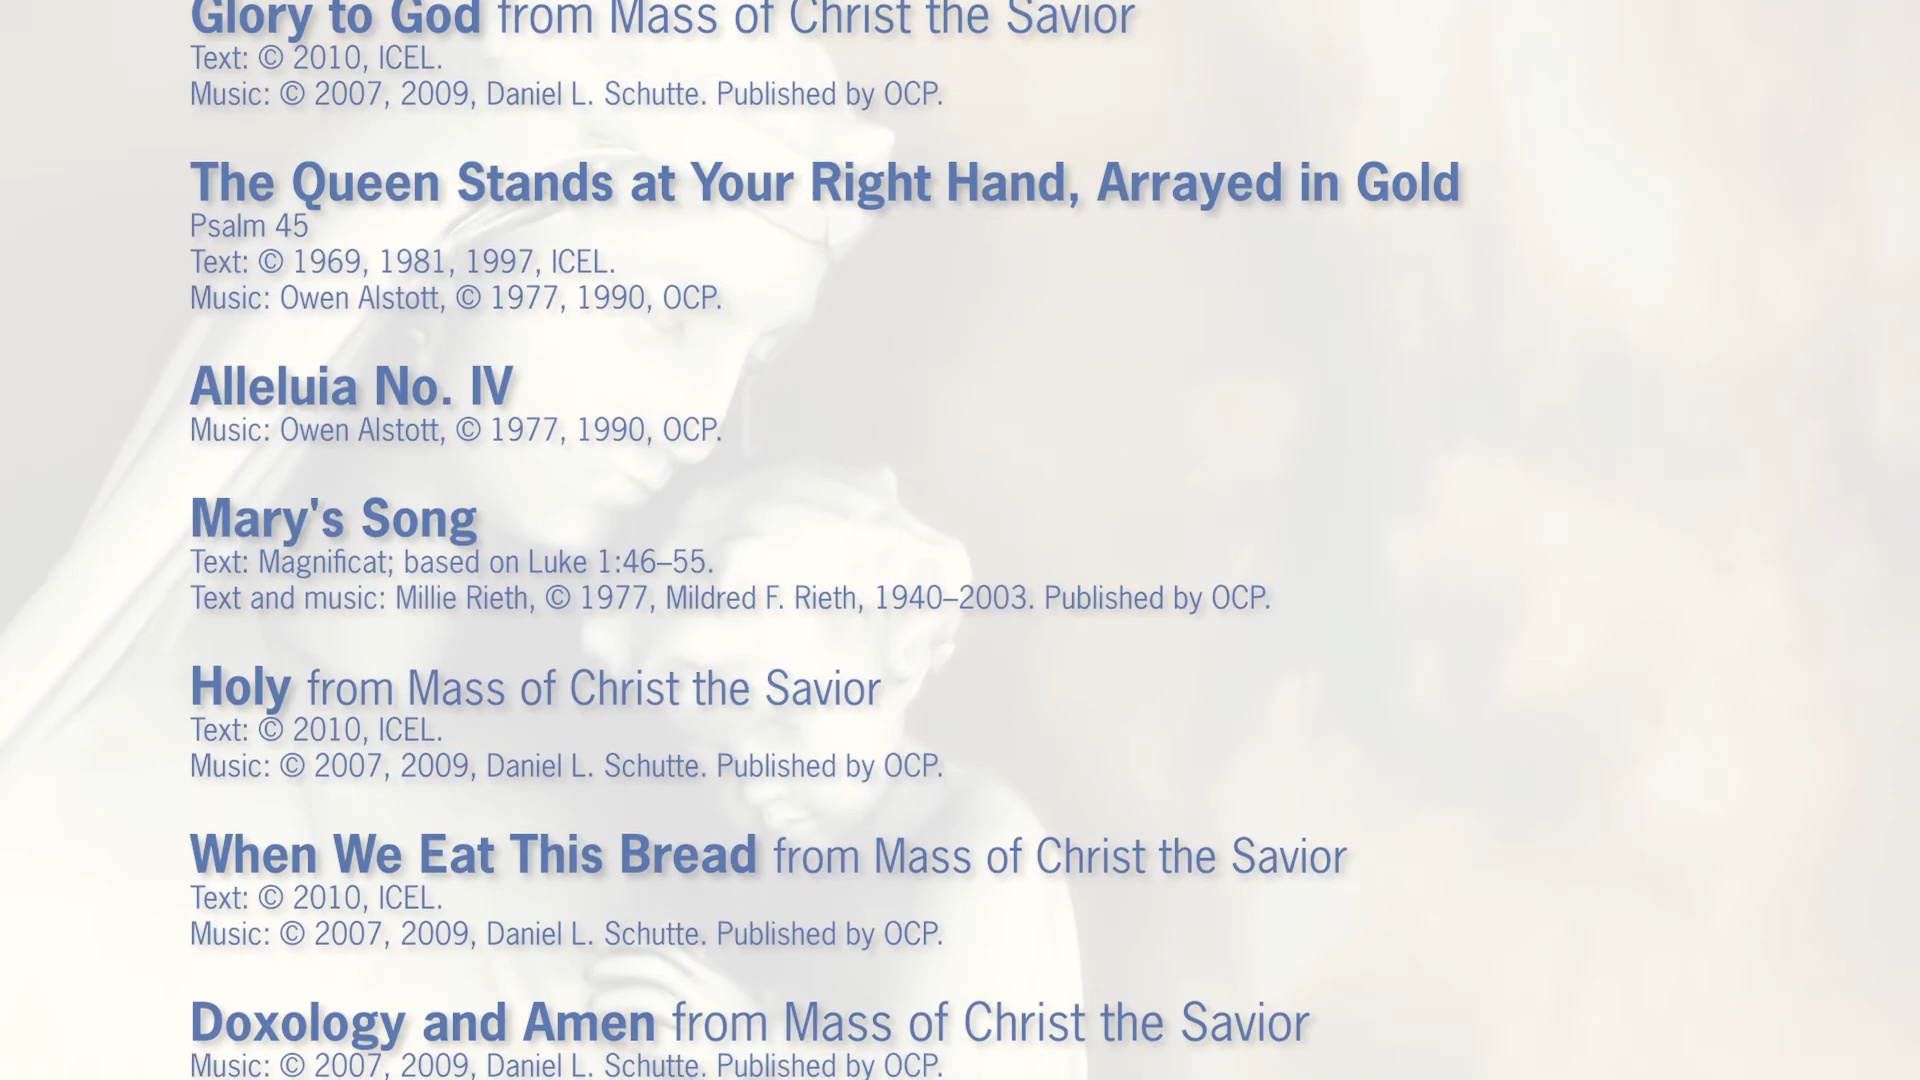 Glory to God from Mass of Christ the Savior
Text: © 2010, ICEL.
Music: © 2007, 2009, Daniel L. Schutte. Published by OCP.
The Queen Stands at Your Right Hand, Arrayed in Gold
Psalm 45
Text: © 1969, 1981, 1997, ICEL.
Music: Owen Alstott, © 1977, 1990, OCP.
Alleluia No. IV
Music: Owen Alstott, © 1977, 1990, OCP.
Mary's Song
Text: Magnificat; based on Luke 1:46–55.
Text and music: Millie Rieth, © 1977, Mildred F. Rieth, 1940–2003. Published by OCP.
Holy from Mass of Christ the Savior
Text: © 2010, ICEL.
Music: © 2007, 2009, Daniel L. Schutte. Published by OCP.
When We Eat This Bread from Mass of Christ the Savior
Text: © 2010, ICEL.
Music: © 2007, 2009, Daniel L. Schutte. Published by OCP.
Doxology and Amen from Mass of Christ the Savior
Music: © 2007, 2009, Daniel L. Schutte. Published by OCP.